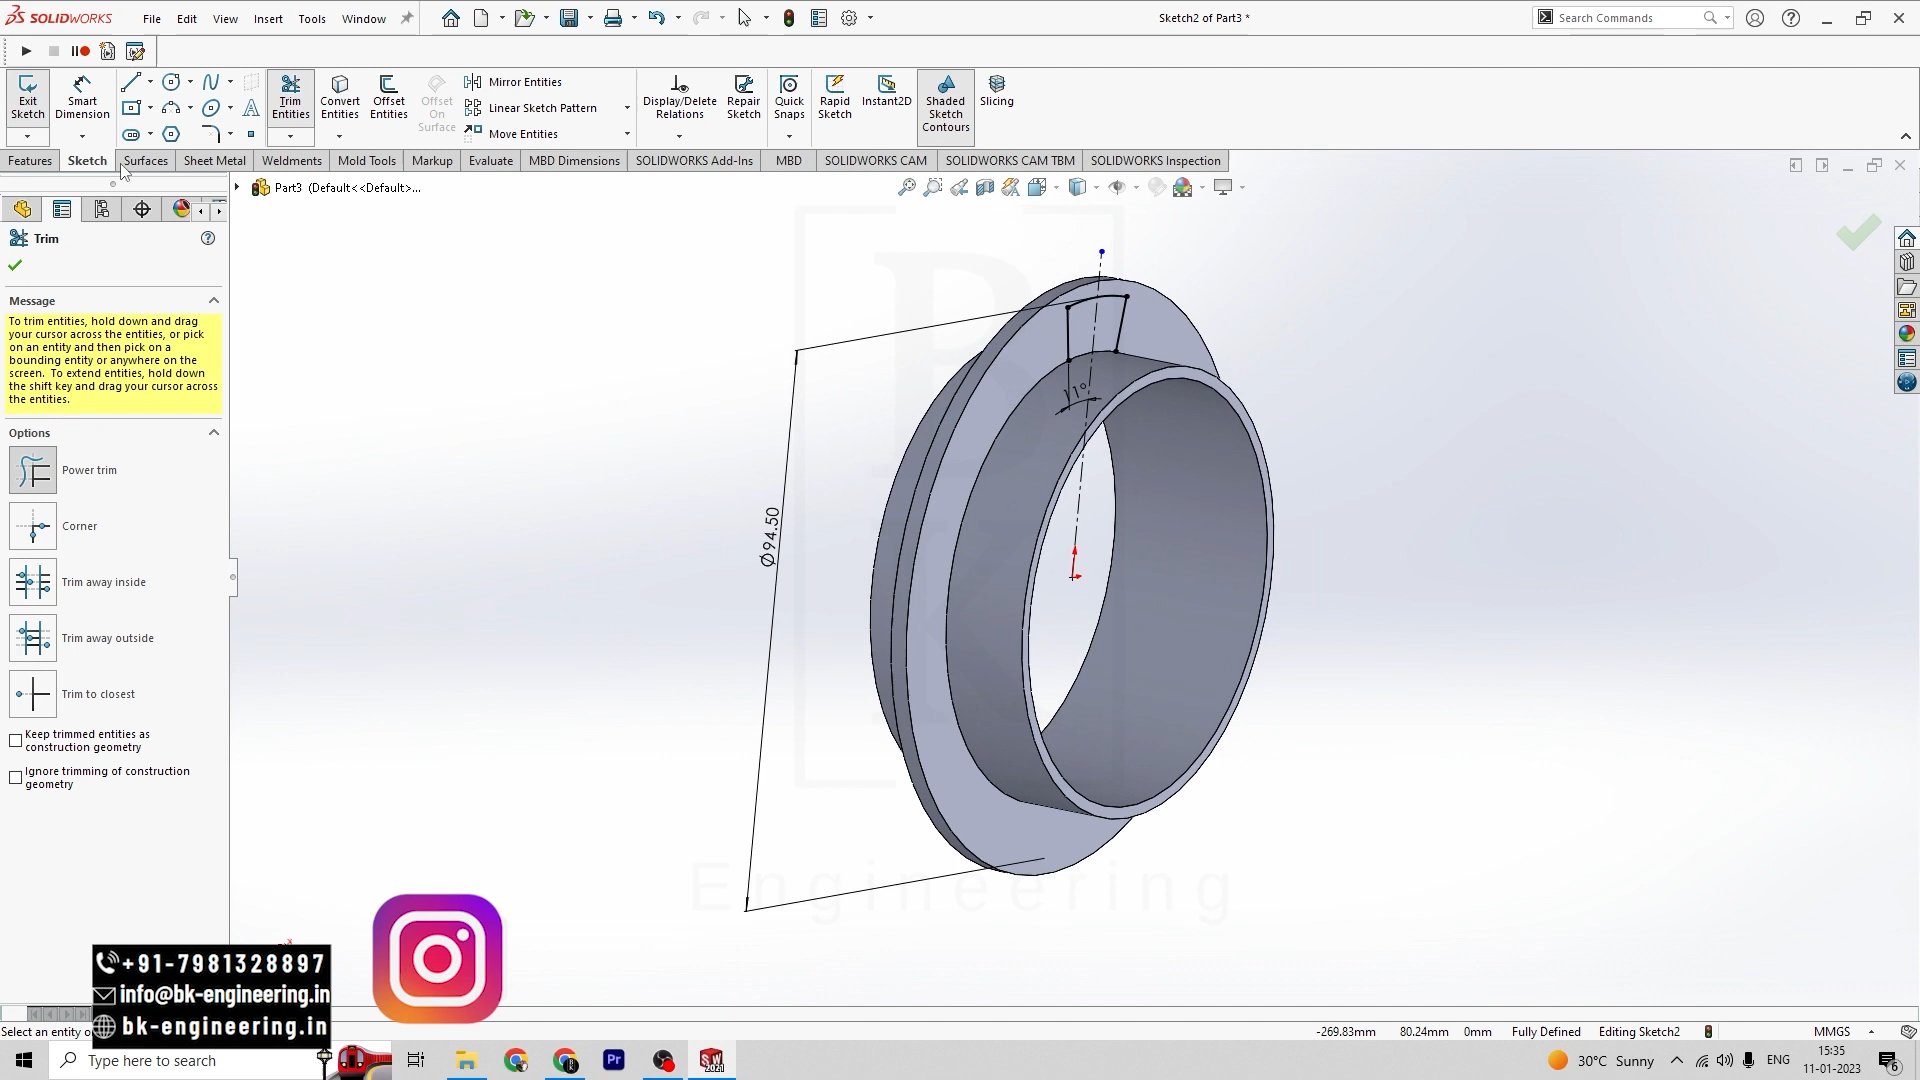 SOLIDWORKS File Edit View Insert Tools Window Sketch2 of Part3 * Search Commands
Exit Sketch
Smart Dimension
Trim Entities
Convert Entities
Offset Entities
Offset On Surface
Mirror Entities
Linear Sketch Pattern
Move Entities
Display/Delete Relations
Repair Sketch
Quick Snaps
Rapid Sketch
Instant2D
Shaded Sketch Contours
Slicing
Features Sketch Surfaces Sheet Metal Weldments Mold Tools Markup Evaluate MBD Dimensions SOLIDWORKS Add-Ins MBD SOLIDWORKS CAM SOLIDWORKS CAM TBM SOLIDWORKS Inspection
Part3 (Default<<Default>...
Trim
Message
To trim entities, hold down and drag
your cursor across the entities, or pick
on an entity and then pick on a
bounding entity or anywhere on the
screen. To extend entities, hold down
the shift key and drag your cursor across
the entities.
Options
Power trim
Corner
Trim away inside
Trim away outside
Trim to closest
Keep trimmed entities as
construction geometry
Ignore trimming of construction
geometry
11°
Ø94.50
BK
Engineering
+91-7981328897
info@bk-engineering.in
bk-engineering.in
Select an entity
-269.83mm 80.24mm 0mm Fully Defined Editing Sketch2 MMGS
Type here to search
Pr
SW
2021
30°C Sunny
ENG
15:35
11-01-2023
6